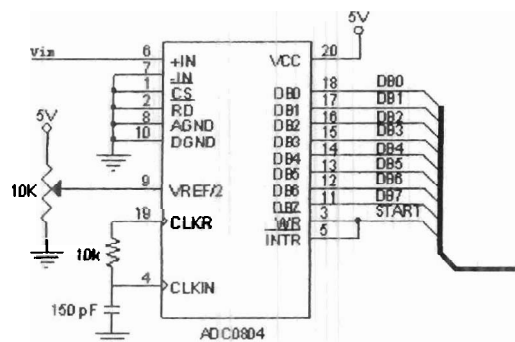 5V
Vin
6 +IN VCC 20
7 -IN
1 CS DB0 18 DB0
2 RD DB1 17 DB1
8 AGND DB2 16 DB2
10 DGND DB3 15 DB3
DB4 14 DB4
DB5 13 DB5
DB6 12 DB6
DB7 11 DB7
WR 3 START
INTR 5
5V
10K
9 VREF/2
19 CLKR
10k
4 CLKIN
150 pF
ADC0804